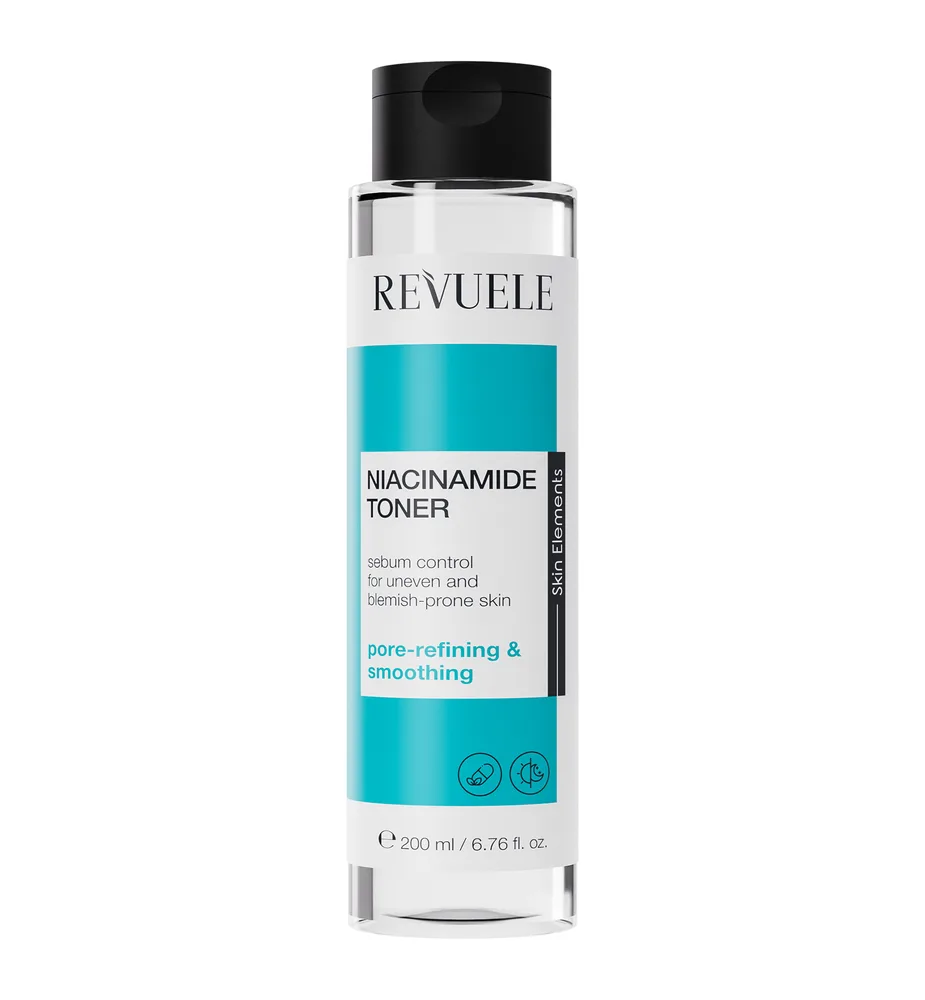 REVUELE
NIACINAMIDE
TONER
sebum control
for uneven and
blemish-prone skin
pore-refining &
smoothing
Skin Elements
℮ 200 ml / 6.76 fl. oz.